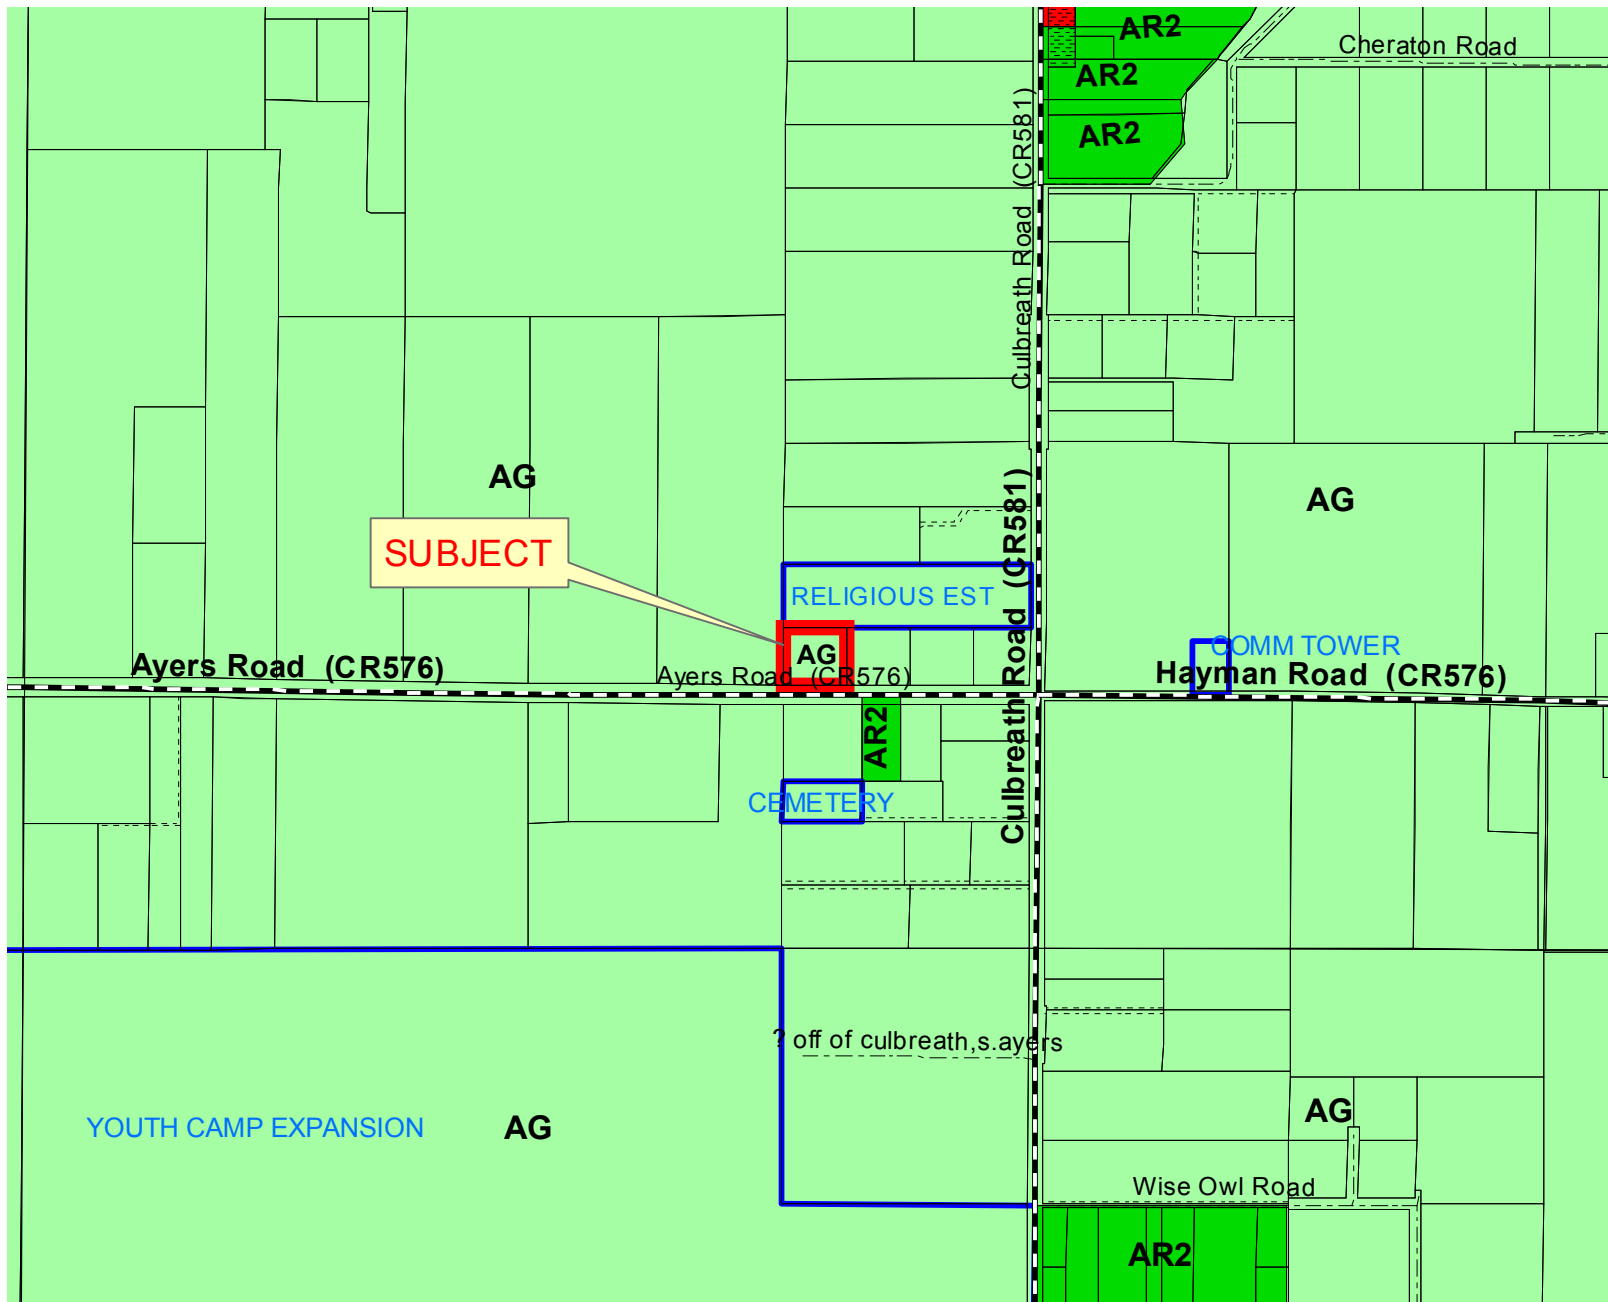 AR2
Cheraton Road
AR2
AR2
Culbreath Road (CR581)
AG
AG
SUBJECT
Culbreath Road (CR581)
RELIGIOUS EST
COMM TOWER
AG
Ayers Road (CR576)
Ayers Road (CR576)
Hayman Road (CR576)
AR2
CEMETERY
? off of culbreath,s.ayers
YOUTH CAMP EXPANSION
AG
AG
Wise Owl Road
AR2